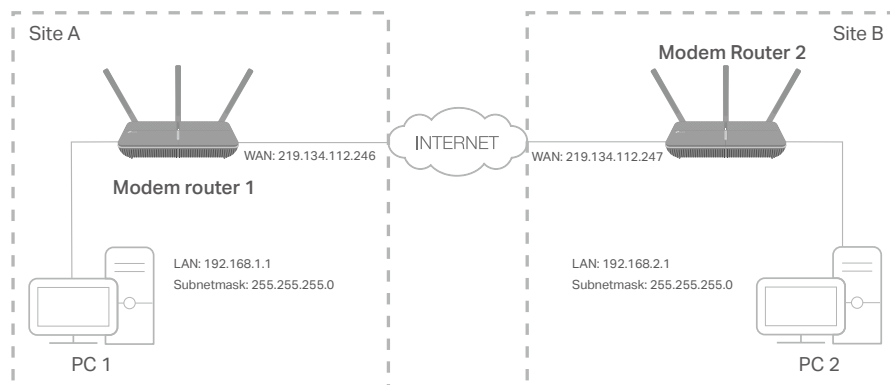 Site A
Site B
Modem Router 2
INTERNET
WAN: 219.134.112.246
WAN: 219.134.112.247
Modem router 1
LAN: 192.168.1.1
Subnetmask: 255.255.255.0
LAN: 192.168.2.1
Subnetmask: 255.255.255.0
PC 1
PC 2